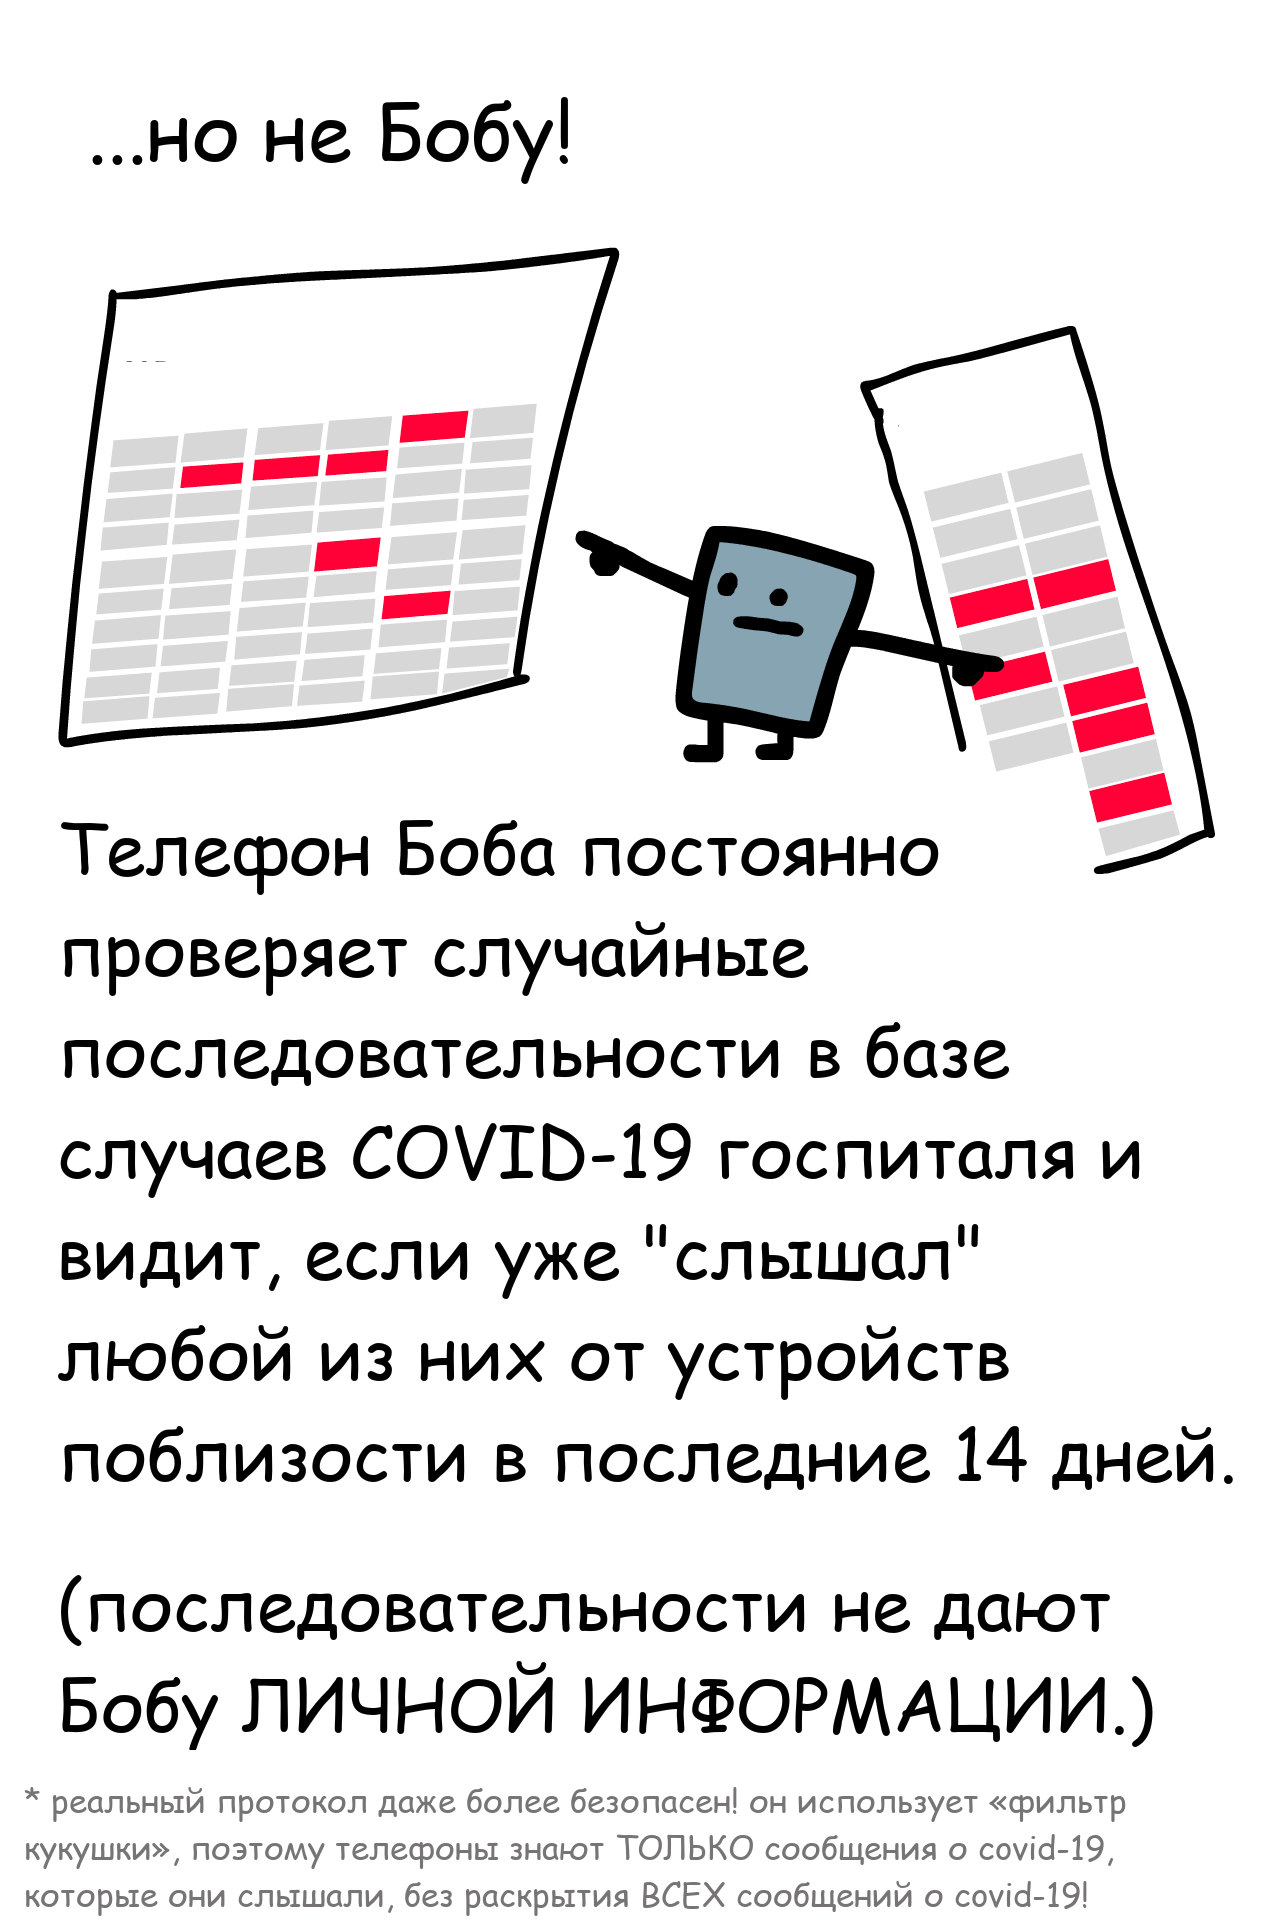 ...но не Бобу!
Телефон Боба постоянно
проверяет случайные
последовательности в базе
случаев COVID-19 госпиталя и
видит, если уже "слышал"
любой из них от устройств
поблизости в последние 14 дней.
(последовательности не дают
Бобу ЛИЧНОЙ ИНФОРМАЦИИ.)
* реальный протокол даже более безопасен! он использует «фильтр
кукушки», поэтому телефоны знают ТОЛЬКО сообщения о covid-19,
которые они слышали, без раскрытия ВСЕХ сообщений о covid-19!